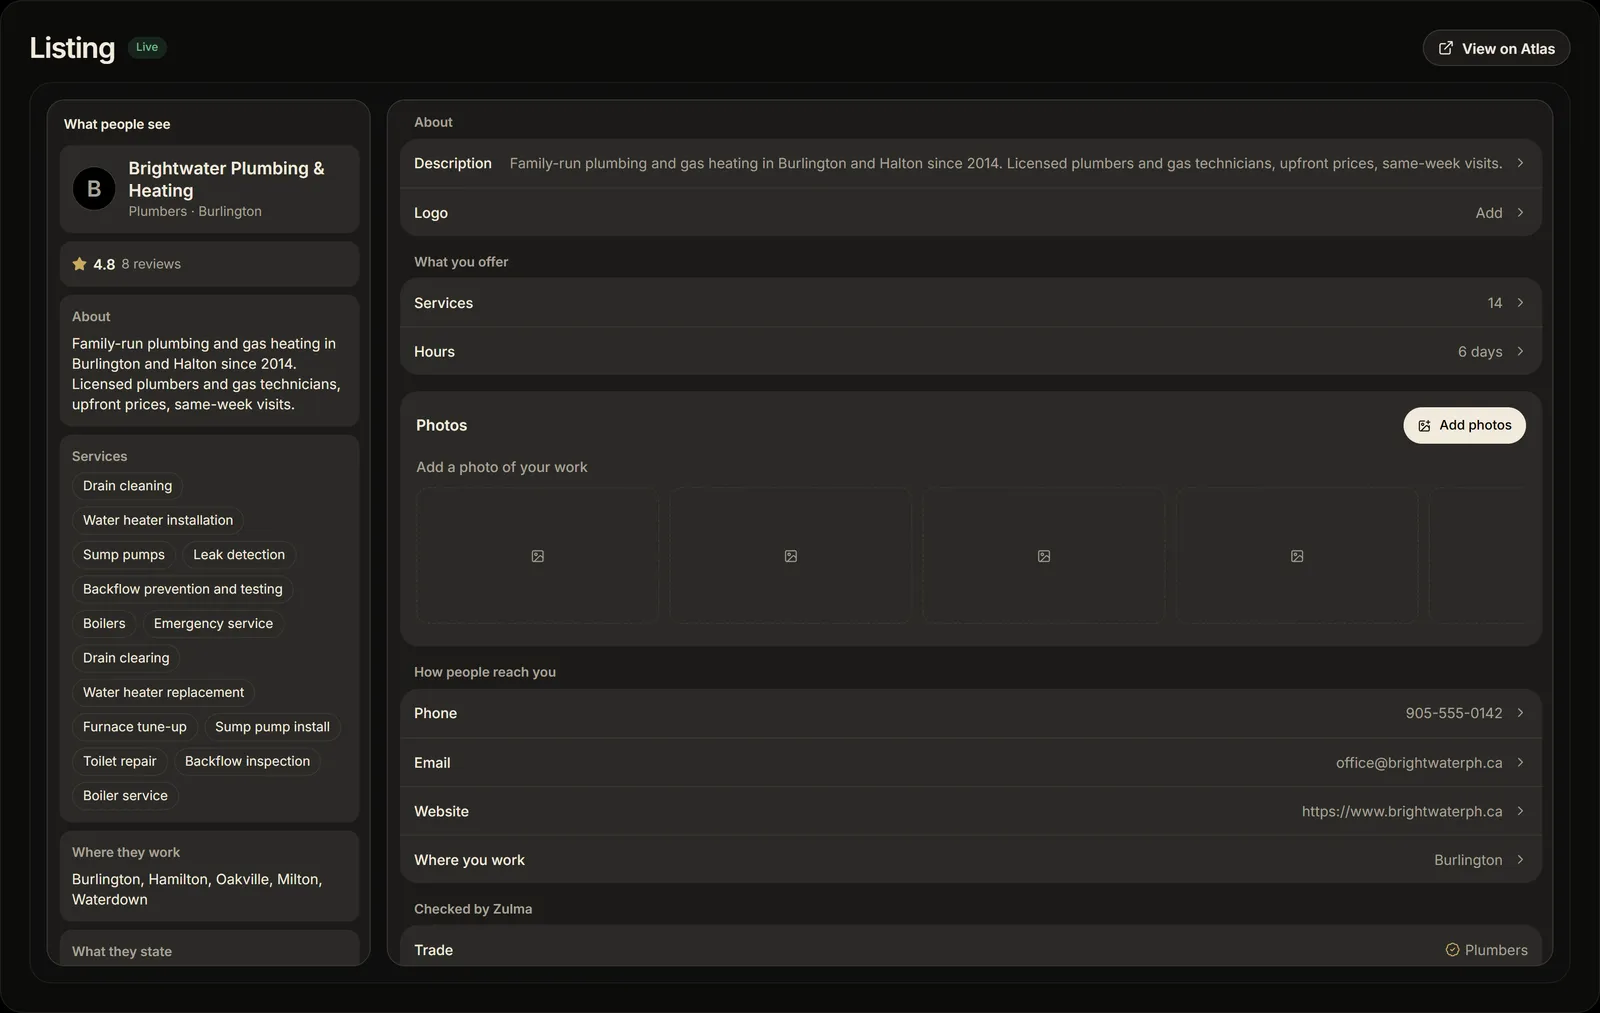 Listing
Live
View on Atlas
What people see
B
Brightwater Plumbing &
Heating
Plumbers · Burlington
4.8 8 reviews
About
Family-run plumbing and gas heating in
Burlington and Halton since 2014.
Licensed plumbers and gas technicians,
upfront prices, same-week visits.
Services
Drain cleaning
Water heater installation
Sump pumps
Leak detection
Backflow prevention and testing
Boilers
Emergency service
Drain clearing
Water heater replacement
Furnace tune-up
Sump pump install
Toilet repair
Backflow inspection
Boiler service
Where they work
Burlington, Hamilton, Oakville, Milton,
Waterdown
What they state
About
Description Family-run plumbing and gas heating in Burlington and Halton since 2014. Licensed plumbers and gas technicians, upfront prices, same-week visits.
Logo Add
What you offer
Services 14
Hours 6 days
Photos
Add photos
Add a photo of your work
How people reach you
Phone 905-555-0142
Email office@brightwaterph.ca
Website https://www.brightwaterph.ca
Where you work Burlington
Checked by Zulma
Trade Plumbers